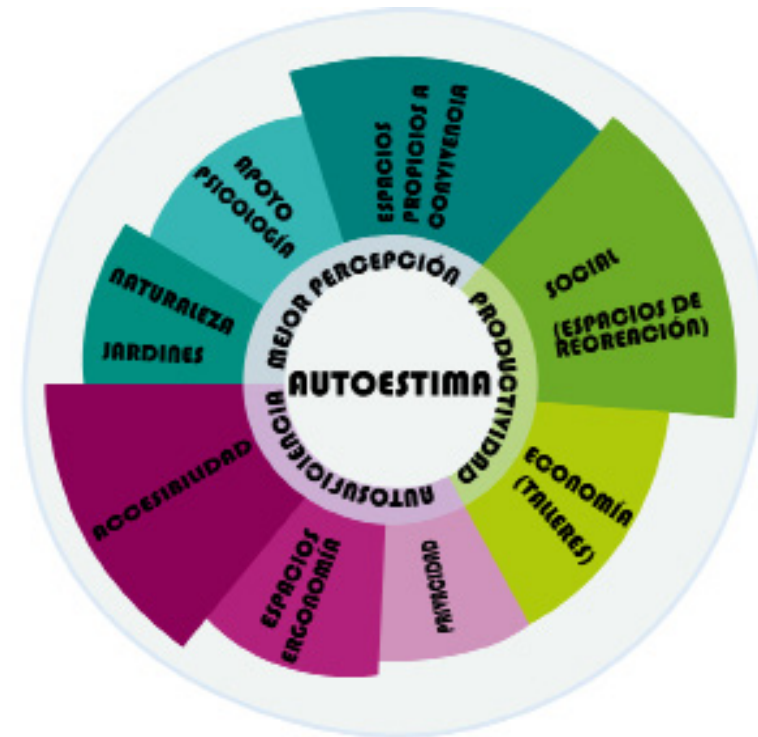 AUTOESTIMA
MEJOR PERCEPCIÓN
PRODUCTIVIDAD
AUTOSUFICIENCIA
ESPACIOS
PROPICIOS A
CONVIVENCIA
SOCIAL
(ESPACIOS DE
RECREACIÓN)
ECONOMÍA
(TALLERES)
PRIVACIDAD
ESPACIOS
ERGONOMÍA
ACCESIBILIDAD
NATURALEZA
JARDINES
APOYO
PSICOLOGÍA